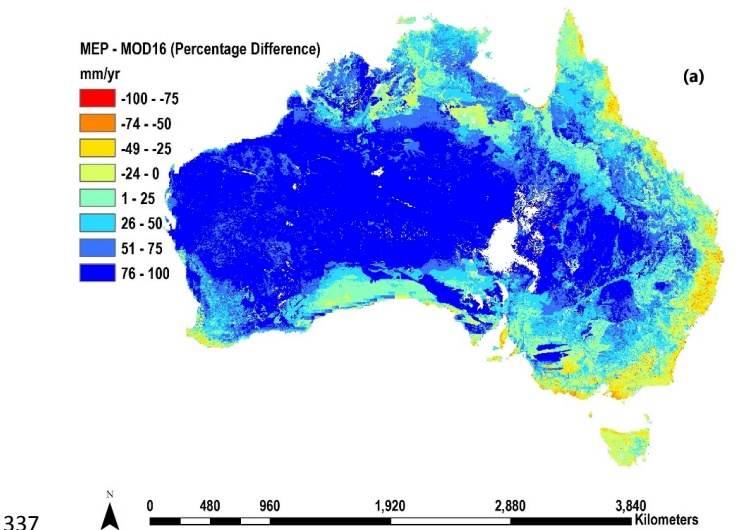 MEP - MOD16 (Percentage Difference)
mm/yr
(a)
-100 - -75
-74 - -50
-49 - -25
-24 - 0
1 - 25
26 - 50
51 - 75
76 - 100
N
0 480 960 1,920 2,880 3,840
Kilometers
337